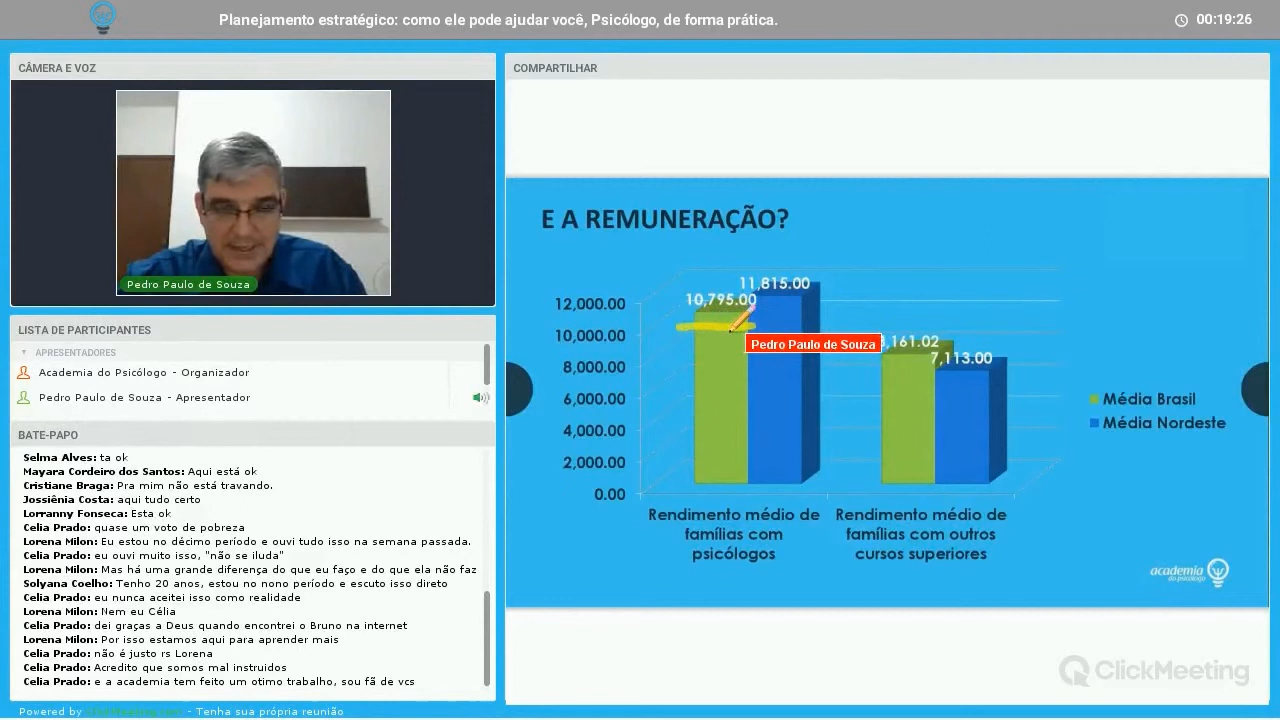 Planejamento estratégico: como ele pode ajudar você, Psicólogo, de forma prática.
00:19:26
CÂMERA E VOZ
Pedro Paulo de Souza
LISTA DE PARTICIPANTES
APRESENTADORES
Academia do Psicólogo - Organizador
Pedro Paulo de Souza - Apresentador
BATE-PAPO
Selma Alves: ta ok
Mayara Cordeiro dos Santos: Aqui está ok
Cristiane Braga: Pra mim não está travando.
Jossiênia Costa: aqui tudo certo
Lorranny Fonseca: Esta ok
Celia Prado: quase um voto de pobreza
Lorena Milon: Eu estou no décimo período e ouvi tudo isso na semana passada.
Celia Prado: eu ouvi muito isso, "não se iluda"
Lorena Milon: Mas há uma grande diferença do que eu faço e do que ela não faz
Solyana Coelho: Tenho 20 anos, estou no nono período e escuto isso direto
Celia Prado: eu nunca aceitei isso como realidade
Lorena Milon: Nem eu Célia
Celia Prado: dei graças a Deus quando encontrei o Bruno na internet
Lorena Milon: Por isso estamos aqui para aprender mais
Celia Prado: não é justo rs Lorena
Celia Prado: Acredito que somos mal instruidos
Celia Prado: e a academia tem feito um otimo trabalho, sou fã de vcs
Powered by - Tenha sua própria reunião
COMPARTILHAR
E A REMUNERAÇÃO?
12,000.00
10,000.00
8,000.00
6,000.00
4,000.00
2,000.00
0.00
10,795.00
11,815.00
Pedro Paulo de Souza
,161.02
7,113.00
Rendimento médio de
famílias com
psicólogos
Rendimento médio de
famílias com outros
cursos superiores
Média Brasil
Média Nordeste
academia
do psicólogo
ClickMeeting